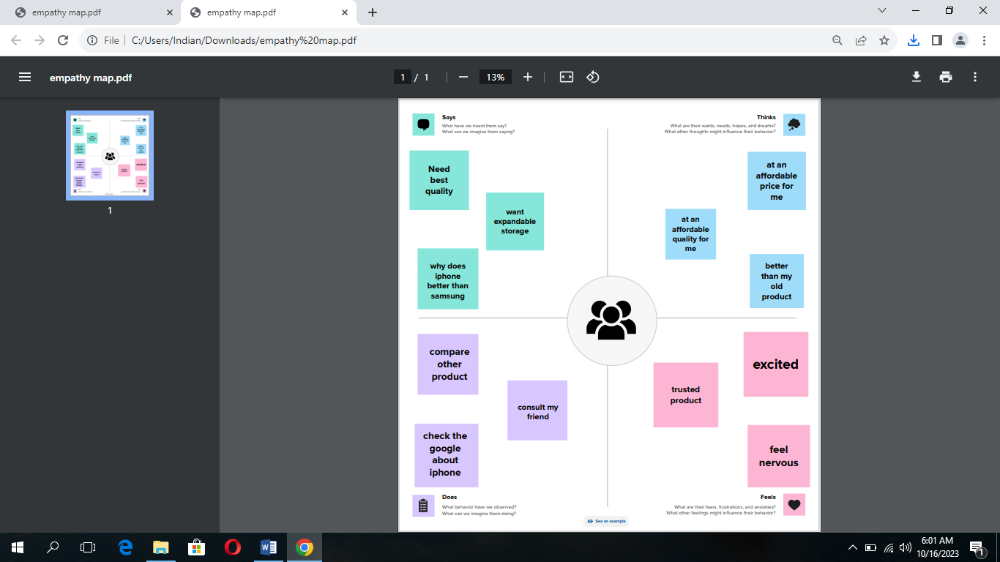 empathy map.pdf
empathy map.pdf
File
C:/Users/Indian/Downloads/empathy%20map.pdf
empathy map.pdf
1 / 1
13%
1
Says
What have we heard them say?
What can we imagine them saying?
Thinks
What are their wants, needs, hopes, and dreams?
What other thoughts might influence their behavior?
Need
best
quality
want
expandable
storage
why does
iphone
better than
samsung
at an
affordable
price for
me
at an
affordable
quality for
me
better
than my
old
product
compare
other
product
consult my
friend
check the
google
about
iphone
excited
trusted
product
feel
nervous
Does
What behavior have we observed?
What can we imagine them doing?
Feels
What are their fears, frustrations, and anxieties?
What other feelings might influence their behavior?
See an example
6:01 AM
10/16/2023
1